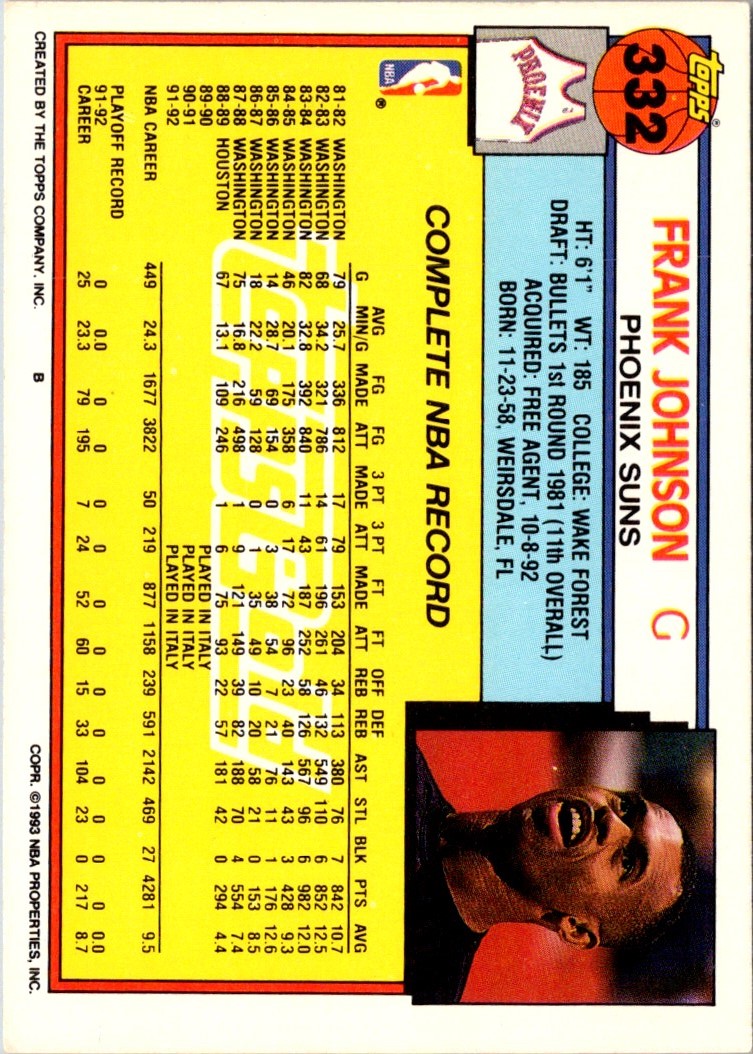 Topps®
332
FRANK JOHNSON G
PHOENIX SUNS
PHOENIX
HT: 6'1" WT: 185 COLLEGE: WAKE FOREST
DRAFT: BULLETS 1st ROUND 1981 (11th OVERALL)
ACQUIRED: FREE AGENT, 10-8-92
BORN: 11-23-58, WEIRSDALE, FL
NBA ®
COMPLETE NBA RECORD
AVG FG FG 3 PT 3 PT FT FT OFF DEF
G MIN/G MADE ATT MADE ATT MADE ATT REB REB AST STL BLK PTS AVG
81-82 WASHINGTON 79 25.7 336 812 17 79 153 204 34 113 380 76 7 842 10.7
82-83 WASHINGTON 68 34.2 321 786 14 61 196 261 46 132 549 110 6 852 12.5
83-84 WASHINGTON 82 32.8 392 840 11 43 187 252 58 126 567 96 6 982 12.0
84-85 WASHINGTON 46 20.1 175 358 6 17 72 96 23 40 143 43 3 428 9.3
85-86 WASHINGTON 14 28.7 69 154 0 3 38 54 7 21 76 11 1 176 12.6
86-87 WASHINGTON 18 22.2 59 128 0 1 35 49 10 20 58 21 0 153 8.5
87-88 WASHINGTON 75 16.8 216 498 1 9 121 149 39 82 188 70 4 554 7.4
88-89 HOUSTON 67 13.1 109 246 1 6 75 93 22 57 181 42 0 294 4.4
89-90 PLAYED IN ITALY
90-91 PLAYED IN ITALY
91-92 PLAYED IN ITALY
NBA CAREER 449 24.3 1677 3822 50 219 877 1158 239 591 2142 469 27 4281 9.5
PLAYOFF RECORD
91-92 0 0.0 0 0 0 0 0 0 0 0 0 0 0 0 0.0
CAREER 25 23.3 79 195 7 24 52 60 15 33 104 23 0 217 8.7
CREATED BY THE TOPPS COMPANY, INC. B COPR. ©1993 NBA PROPERTIES, INC.